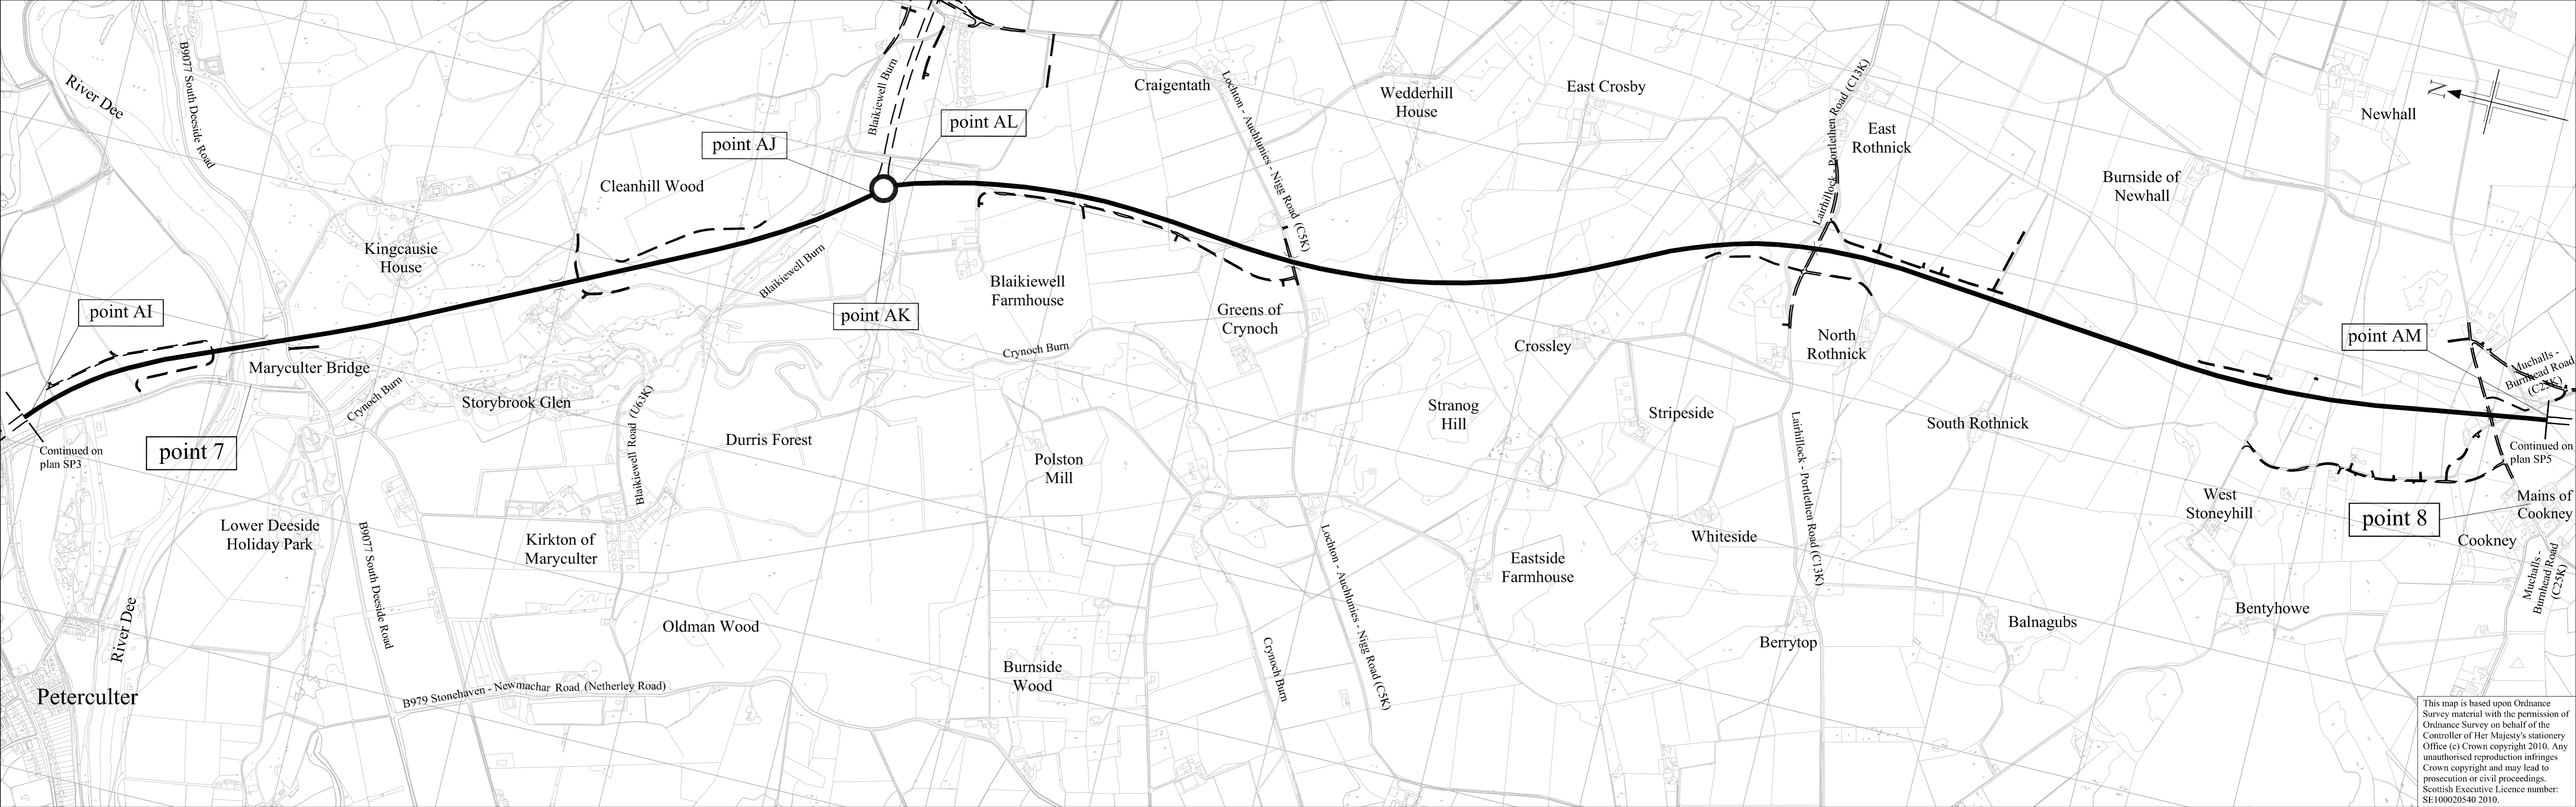 River Dee
B9077 South Deeside Road
Blaikiewell Burn
point AL
point AJ
Craigentath
Lochton - Auchlunies - Nigg Road (C5K)
Wedderhill
House
East Crosby
Lairhillock - Portlethen Road (C13K)
East
Rothnick
Newhall
N
Burnside of
Newhall
Cleanhill Wood
Kingcausie
House
Blaikiewell Burn
point AI
point AK
Blaikiewell
Farmhouse
Greens of
Crynoch
Crossley
North
Rothnick
point AM
Muchalls -
Burnhead Road
(C25K)
Maryculter Bridge
Crynoch Burn
Crynoch Burn
Storybrook Glen
Blaikiewell Road (U63K)
Durris Forest
Stranog
Hill
Stripeside
South Rothnick
Continued on
plan SP3
point 7
Continued on
plan SP5
Polston
Mill
Lairhillock - Portlethen Road (C13K)
West
Stoneyhill
Mains of
Cookney
point 8
Cookney
Lower Deeside
Holiday Park
B9077 South Deeside Road
Kirkton of
Maryculter
Lochton - Auchlunies - Nigg Road (C5K)
Eastside
Farmhouse
Whiteside
Muchalls -
Burnhead Road
(C25K)
Bentyhowe
Balnagubs
River Dee
Oldman Wood
Berrytop
Burnside
Wood
Crynoch Burn
Peterculter
B979 Stonehaven - Newmachar Road (Netherley Road)
This map is based upon Ordnance
Survey material with the permission of
Ordnance Survey on behalf of the
Controller of Her Majesty's stationery
Office (c) Crown copyright 2010. Any
unauthorised reproduction infringes
Crown copyright and may lead to
prosecution or civil proceedings.
Scottish Executive Licence number:
SE100020540 2010.